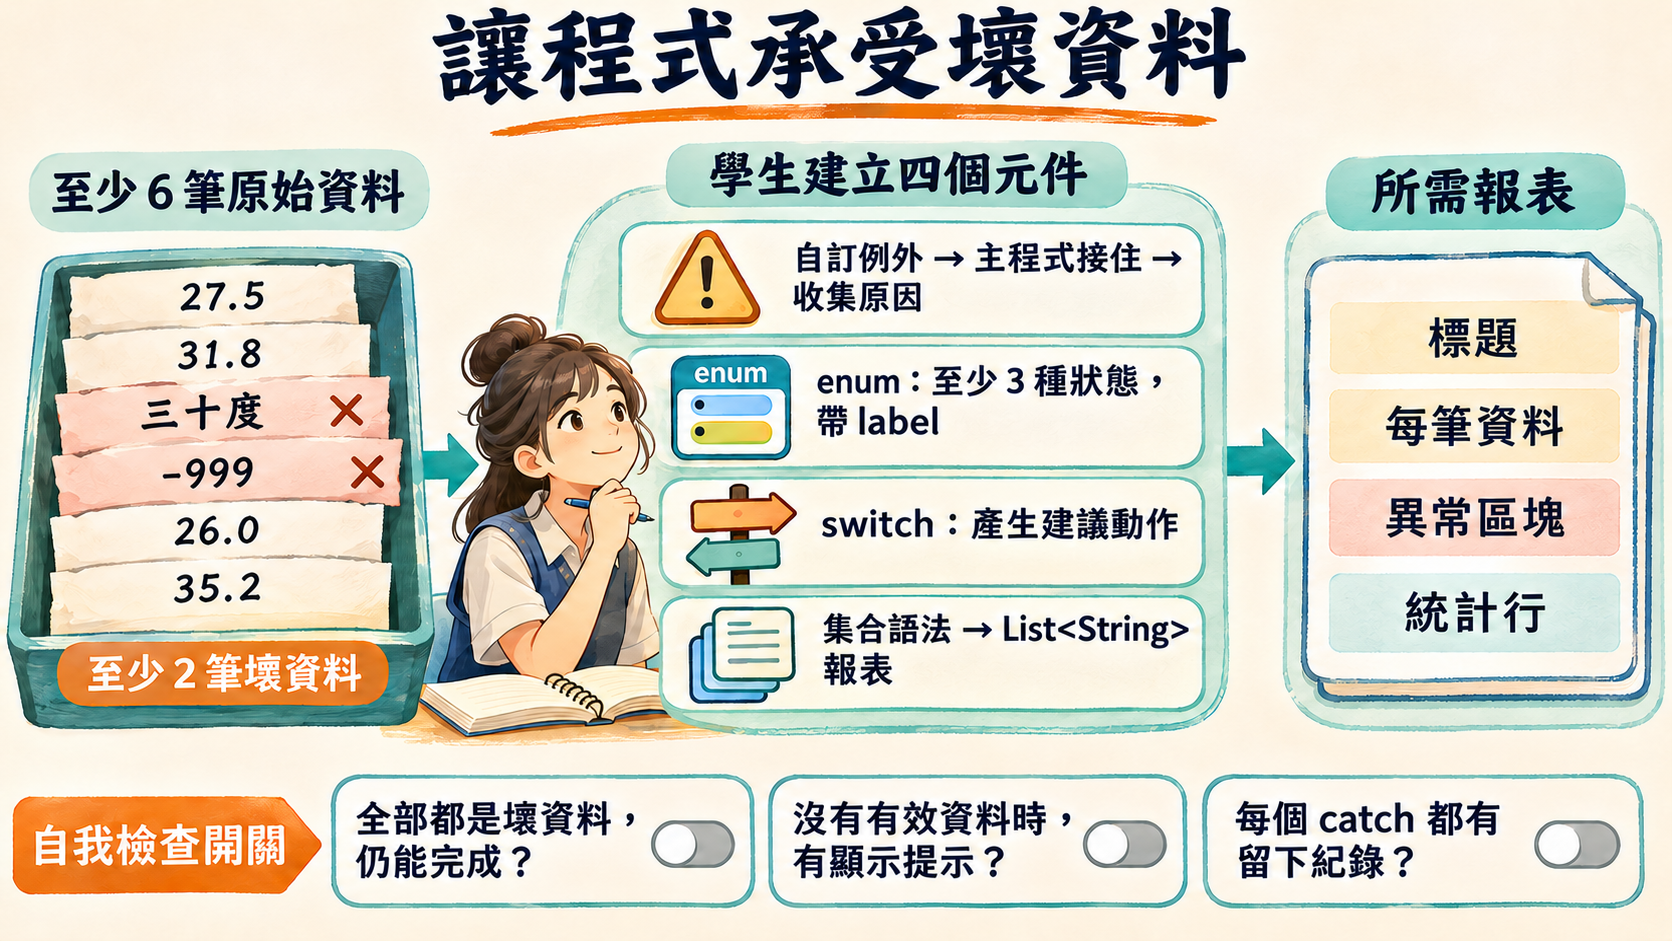 讓程式承受壞資料
至少 6 筆原始資料
27.5
31.8
三十度
-999
26.0
35.2
至少 2 筆壞資料
學生建立四個元件
自訂例外 → 主程式接住 →
收集原因
enum
enum：至少 3 種狀態，
帶 label
switch：產生建議動作
集合語法 → List<String>
報表
所需報表
標題
每筆資料
異常區塊
統計行
自我檢查開關
全部都是壞資料，
仍能完成？
沒有有效資料時，
有顯示提示？
每個 catch 都有
留下紀錄？